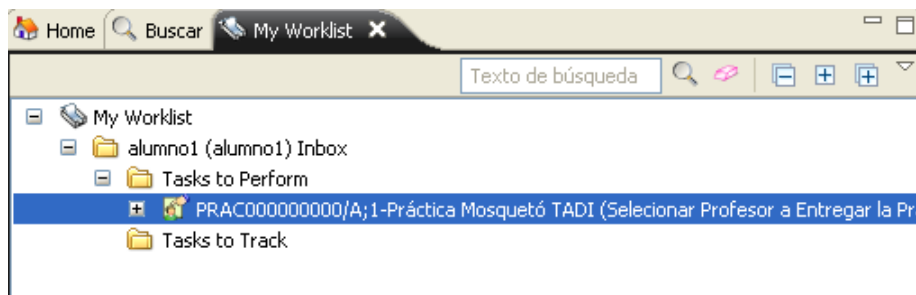 Home Buscar My Worklist
Texto de búsqueda
My Worklist
alumno1 (alumno1) Inbox
Tasks to Perform
PRAC000000000/A;1-Práctica Mosquetó TADI (Selecionar Profesor a Entregar la Pr
Tasks to Track